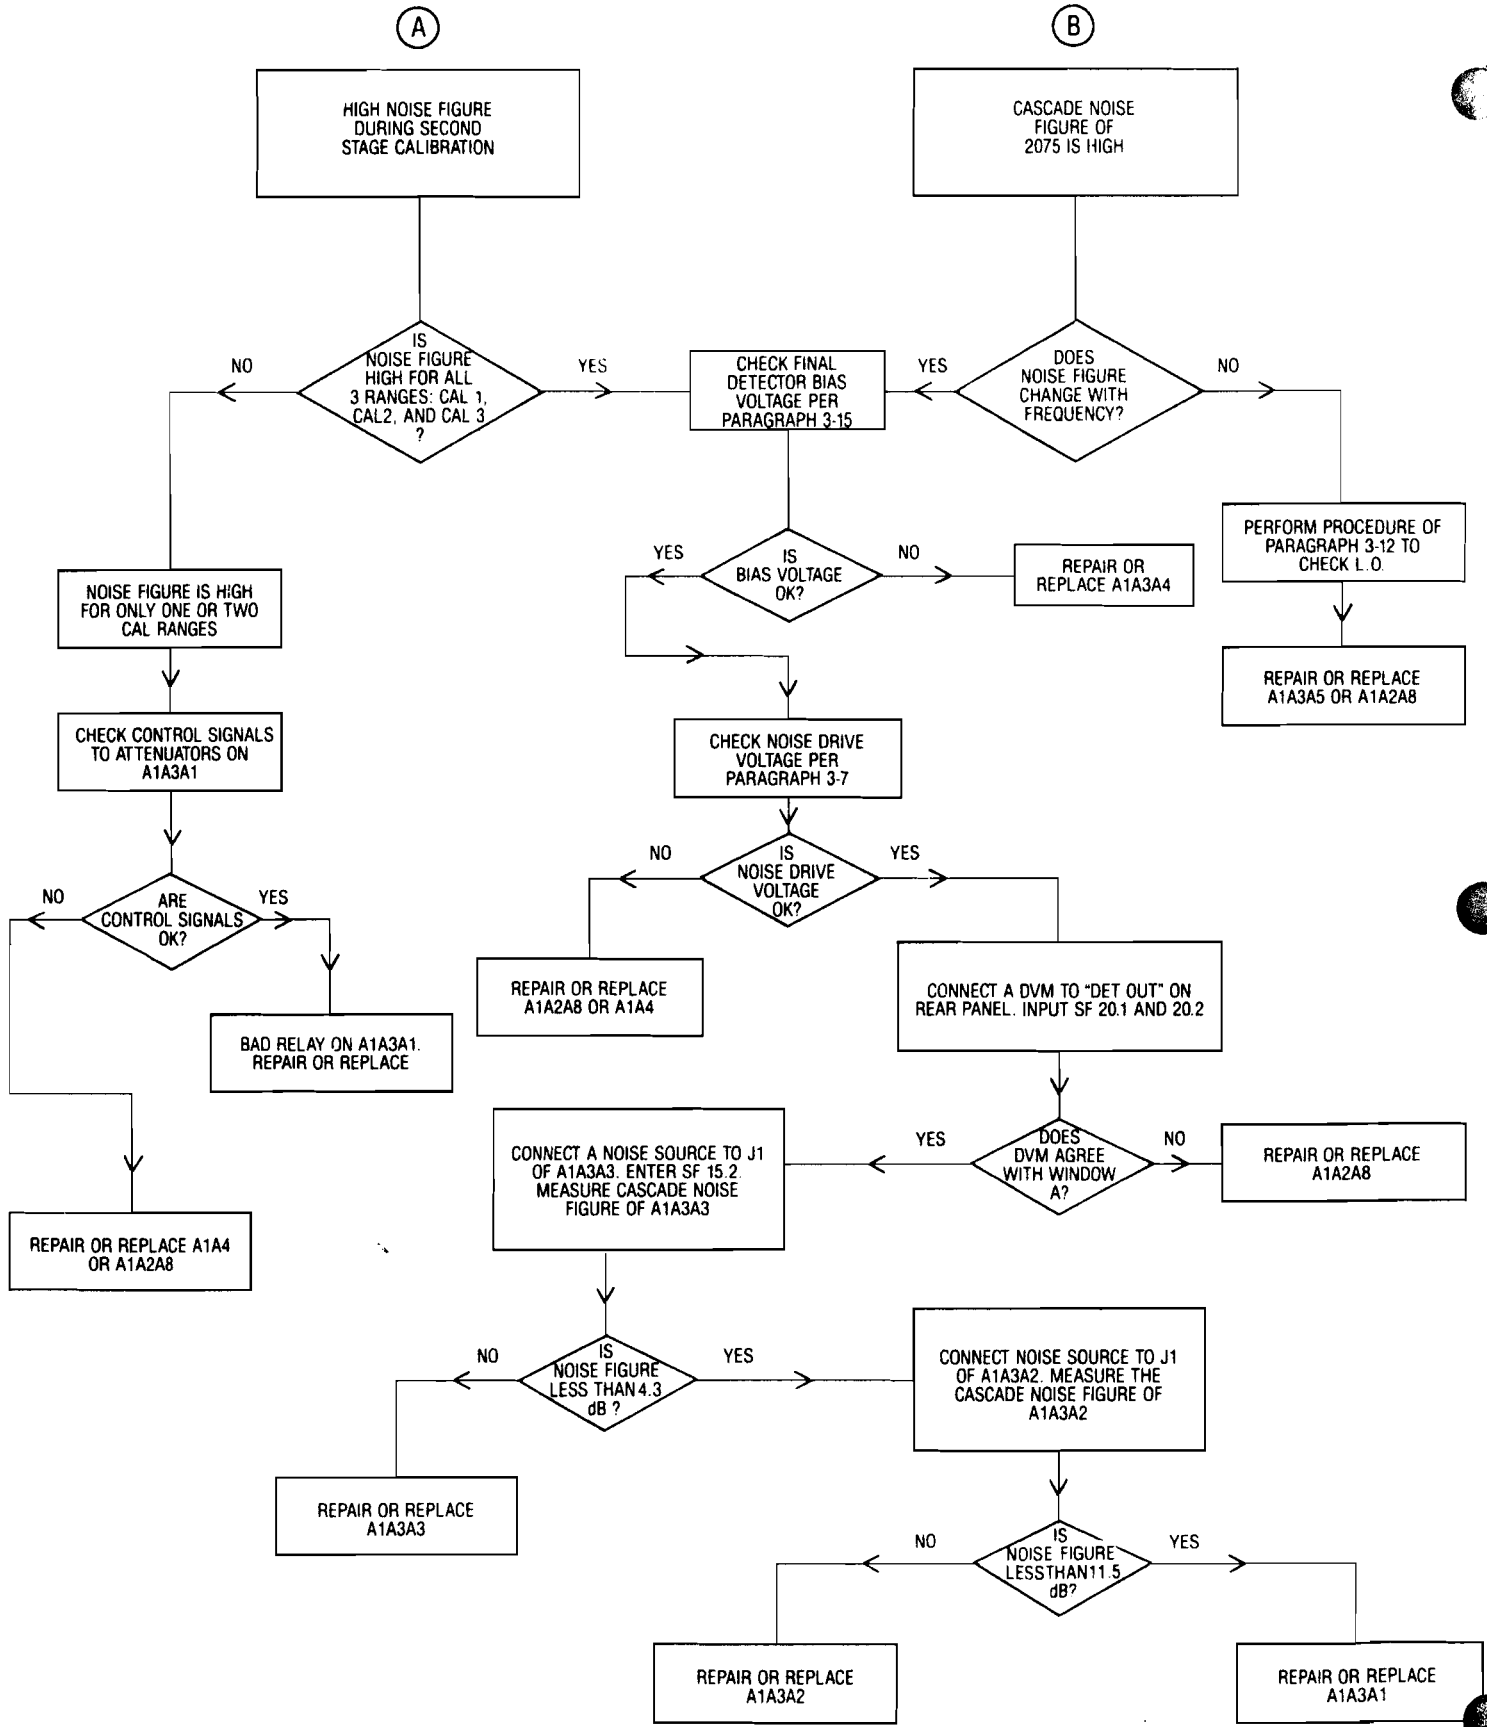 A
B
HIGH NOISE FIGURE
DURING SECOND
STAGE CALIBRATION
CASCADE NOISE
FIGURE OF
2075 IS HIGH
IS
NOISE FIGURE
HIGH FOR ALL
3 RANGES: CAL 1,
CAL2, AND CAL 3
?
NO
YES
CHECK FINAL
DETECTOR BIAS
VOLTAGE PER
PARAGRAPH 3-15
YES
DOES
NOISE FIGURE
CHANGE WITH
FREQUENCY?
NO
PERFORM PROCEDURE OF
PARAGRAPH 3-12 TO
CHECK L.O.
YES
IS
BIAS VOLTAGE
OK?
NO
REPAIR OR
REPLACE A1A3A4
NOISE FIGURE IS HIGH
FOR ONLY ONE OR TWO
CAL RANGES
REPAIR OR REPLACE
A1A3A5 OR A1A2A8
CHECK CONTROL SIGNALS
TO ATTENUATORS ON
A1A3A1
CHECK NOISE DRIVE
VOLTAGE PER
PARAGRAPH 3-7
NO
IS
NOISE DRIVE
VOLTAGE
OK?
YES
NO
ARE
CONTROL SIGNALS
OK?
YES
REPAIR OR REPLACE
A1A2A8 OR A1A4
CONNECT A DVM TO "DET OUT" ON
REAR PANEL. INPUT SF 20.1 AND 20.2
BAD RELAY ON A1A3A1.
REPAIR OR REPLACE
CONNECT A NOISE SOURCE TO J1
OF A1A3A3. ENTER SF 15.2.
MEASURE CASCADE NOISE
FIGURE OF A1A3A3
YES
DOES
DVM AGREE
WITH WINDOW
A?
NO
REPAIR OR REPLACE
A1A2A8
REPAIR OR REPLACE A1A4
OR A1A2A8
NO
IS
NOISE FIGURE
LESS THAN 4.3
dB ?
YES
CONNECT NOISE SOURCE TO J1
OF A1A3A2. MEASURE THE
CASCADE NOISE FIGURE OF
A1A3A2
REPAIR OR REPLACE
A1A3A3
NO
IS
NOISE FIGURE
LESSTHAN11.5
dB?
YES
REPAIR OR REPLACE
A1A3A2
REPAIR OR REPLACE
A1A3A1